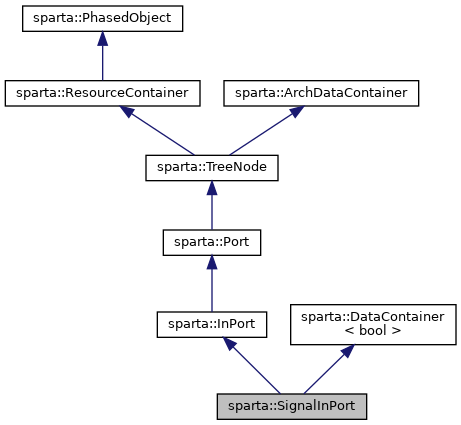 sparta::PhasedObject
sparta::ResourceContainer
sparta::ArchDataContainer
sparta::TreeNode
sparta::Port
sparta::InPort
sparta::DataContainer
< bool >
sparta::SignalInPort